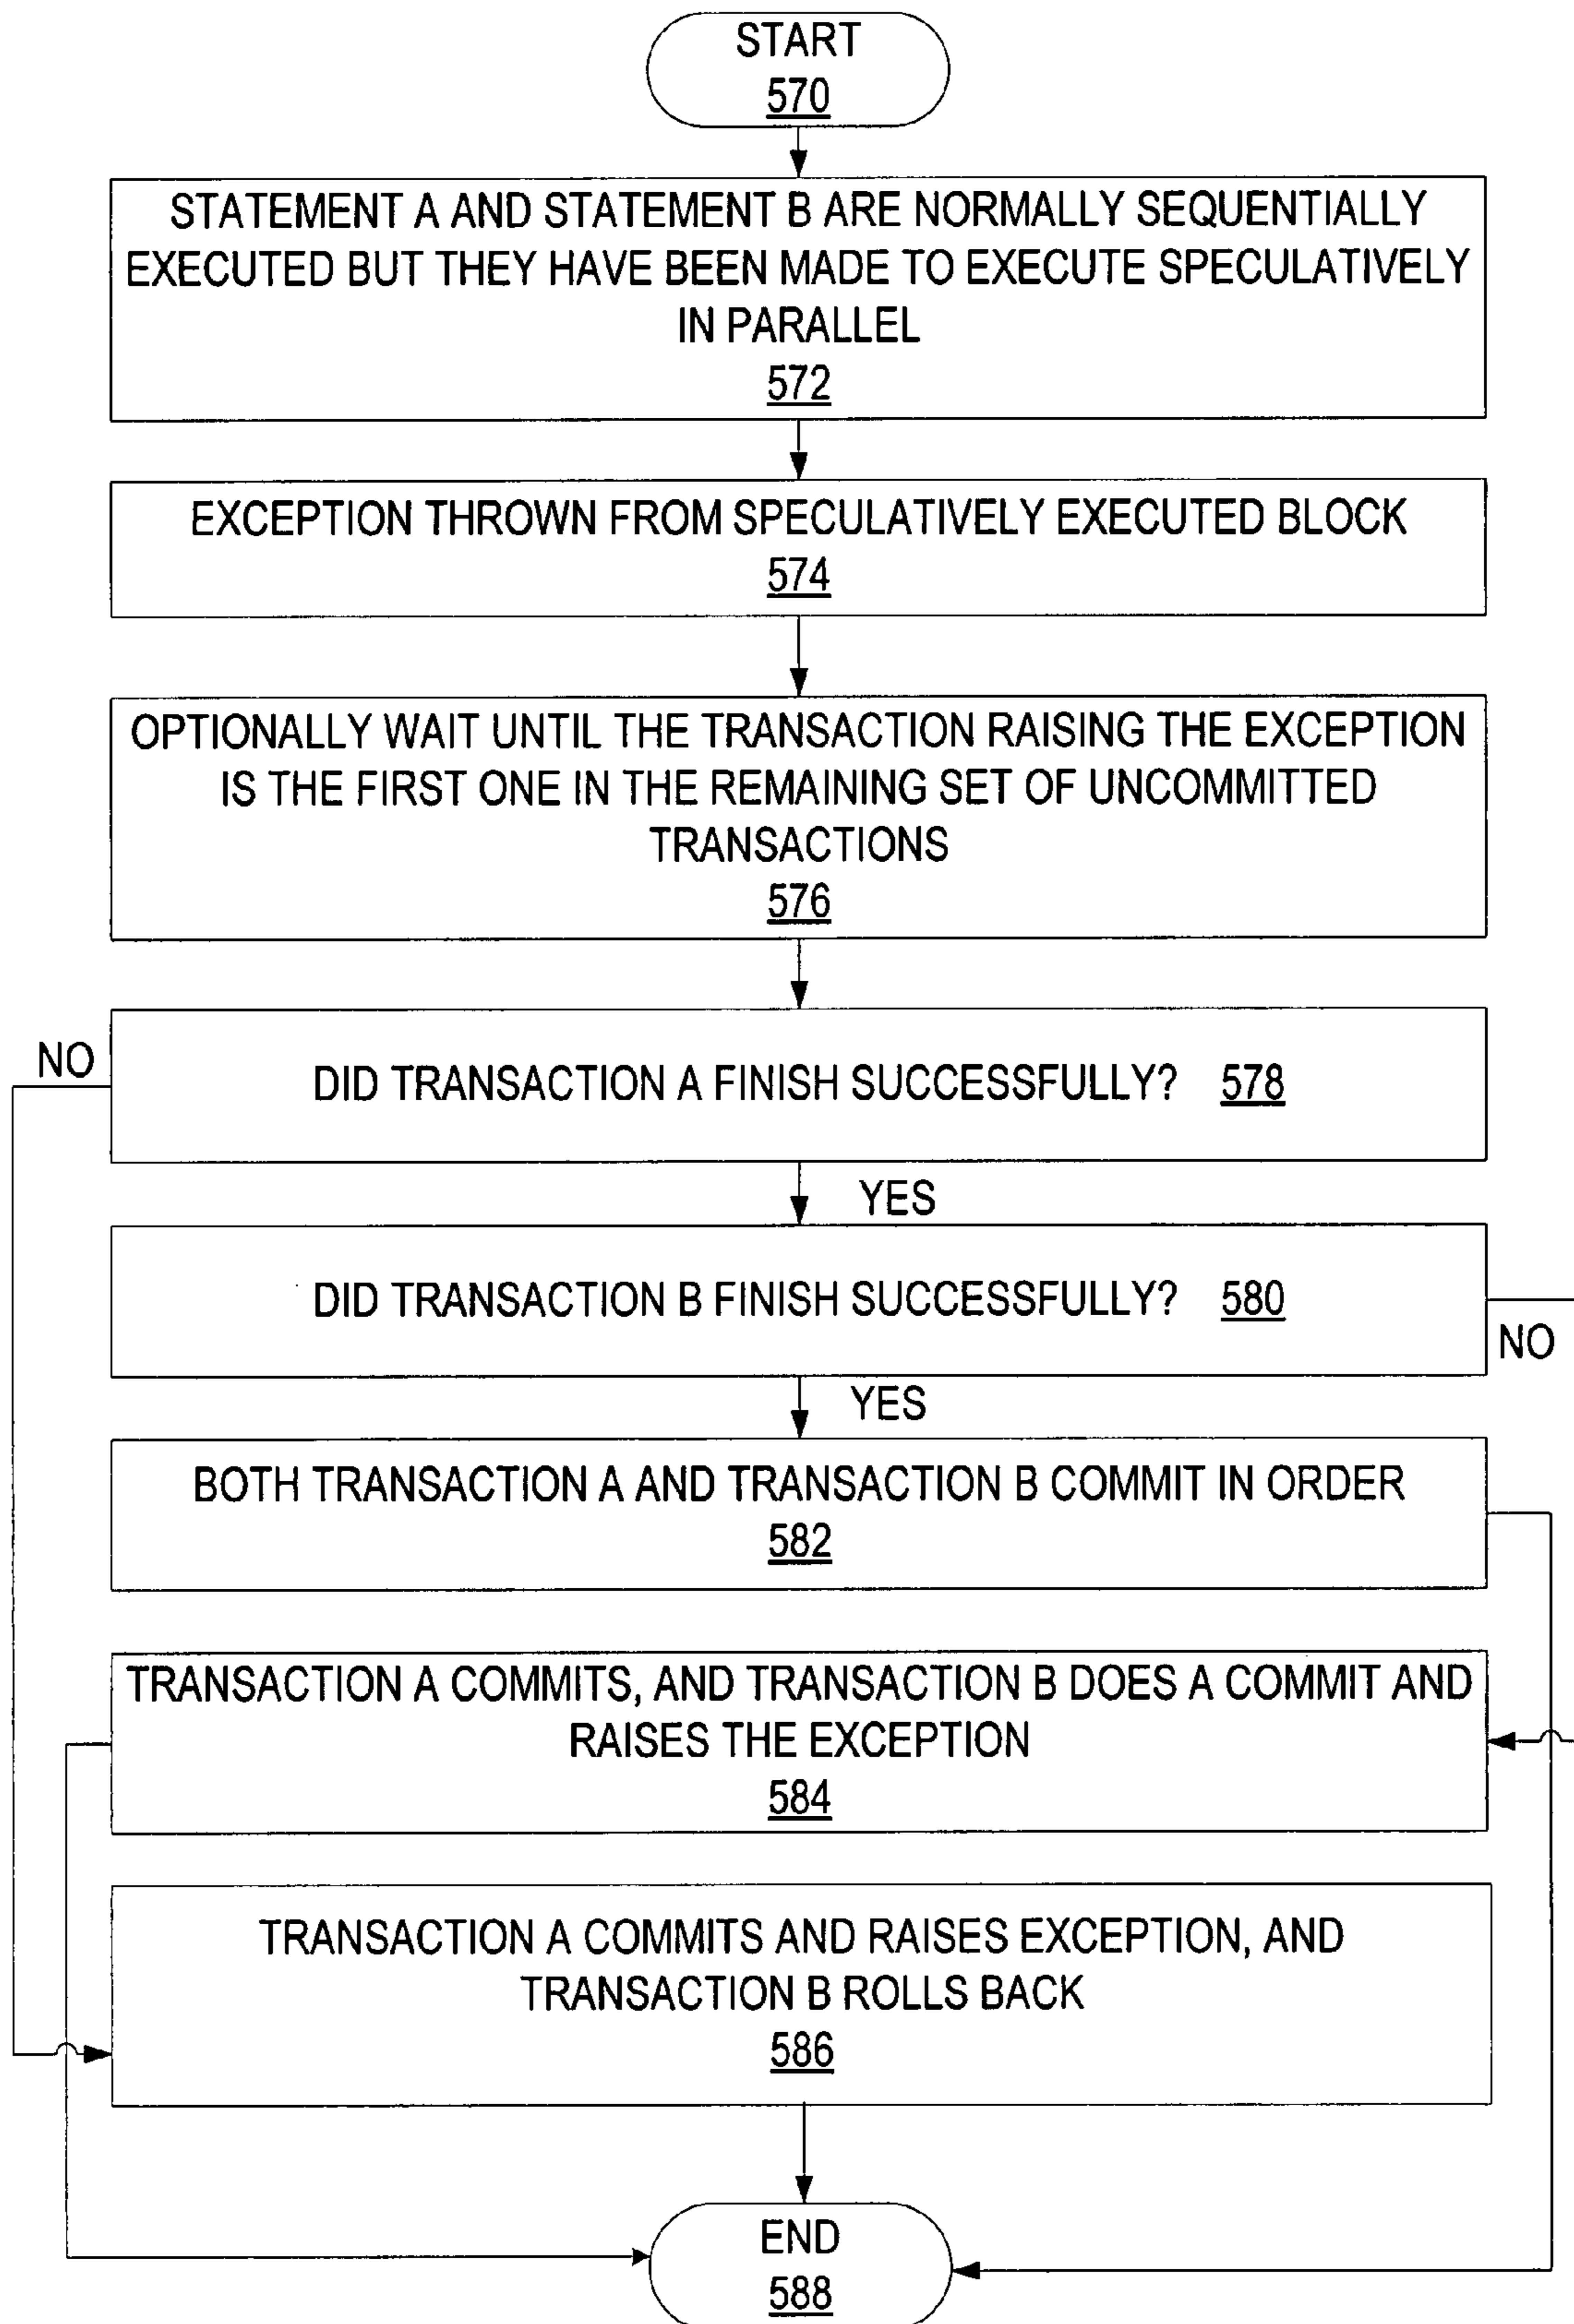 START
570
STATEMENT A AND STATEMENT B ARE NORMALLY SEQUENTIALLY
EXECUTED BUT THEY HAVE BEEN MADE TO EXECUTE SPECULATIVELY
IN PARALLEL
572
EXCEPTION THROWN FROM SPECULATIVELY EXECUTED BLOCK
574
OPTIONALLY WAIT UNTIL THE TRANSACTION RAISING THE EXCEPTION
IS THE FIRST ONE IN THE REMAINING SET OF UNCOMMITTED
TRANSACTIONS
576
NO
DID TRANSACTION A FINISH SUCCESSFULLY? 578
YES
DID TRANSACTION B FINISH SUCCESSFULLY? 580
NO
YES
BOTH TRANSACTION A AND TRANSACTION B COMMIT IN ORDER
582
TRANSACTION A COMMITS, AND TRANSACTION B DOES A COMMIT AND
RAISES THE EXCEPTION
584
TRANSACTION A COMMITS AND RAISES EXCEPTION, AND
TRANSACTION B ROLLS BACK
586
END
588